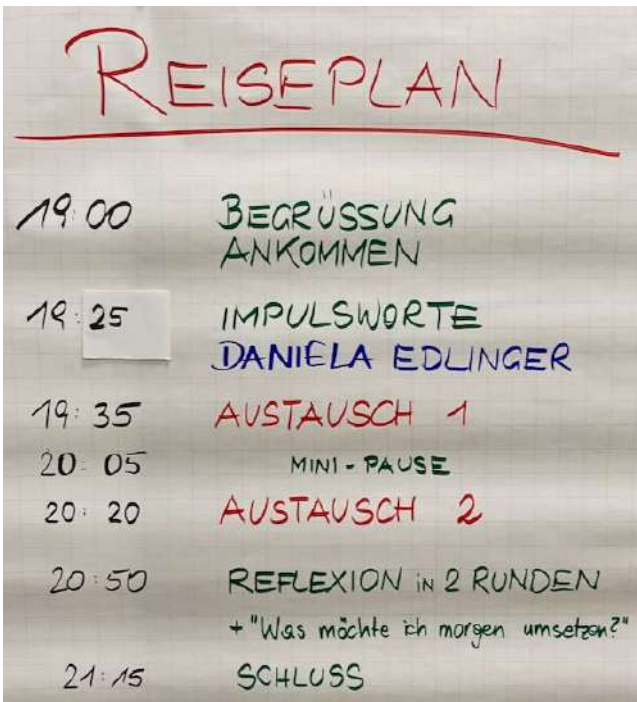 REISEPLAN
19:00 BEGRÜSSUNG
ANKOMMEN
19:25 IMPULSWORTE
DANIELA EDLINGER
19:35 AUSTAUSCH 1
20:05 MINI-PAUSE
20:20 AUSTAUSCH 2
20:50 REFLEXION IN 2 RUNDEN
+ "Was möchte ich morgen umsetzen?"
21:15 SCHLUSS